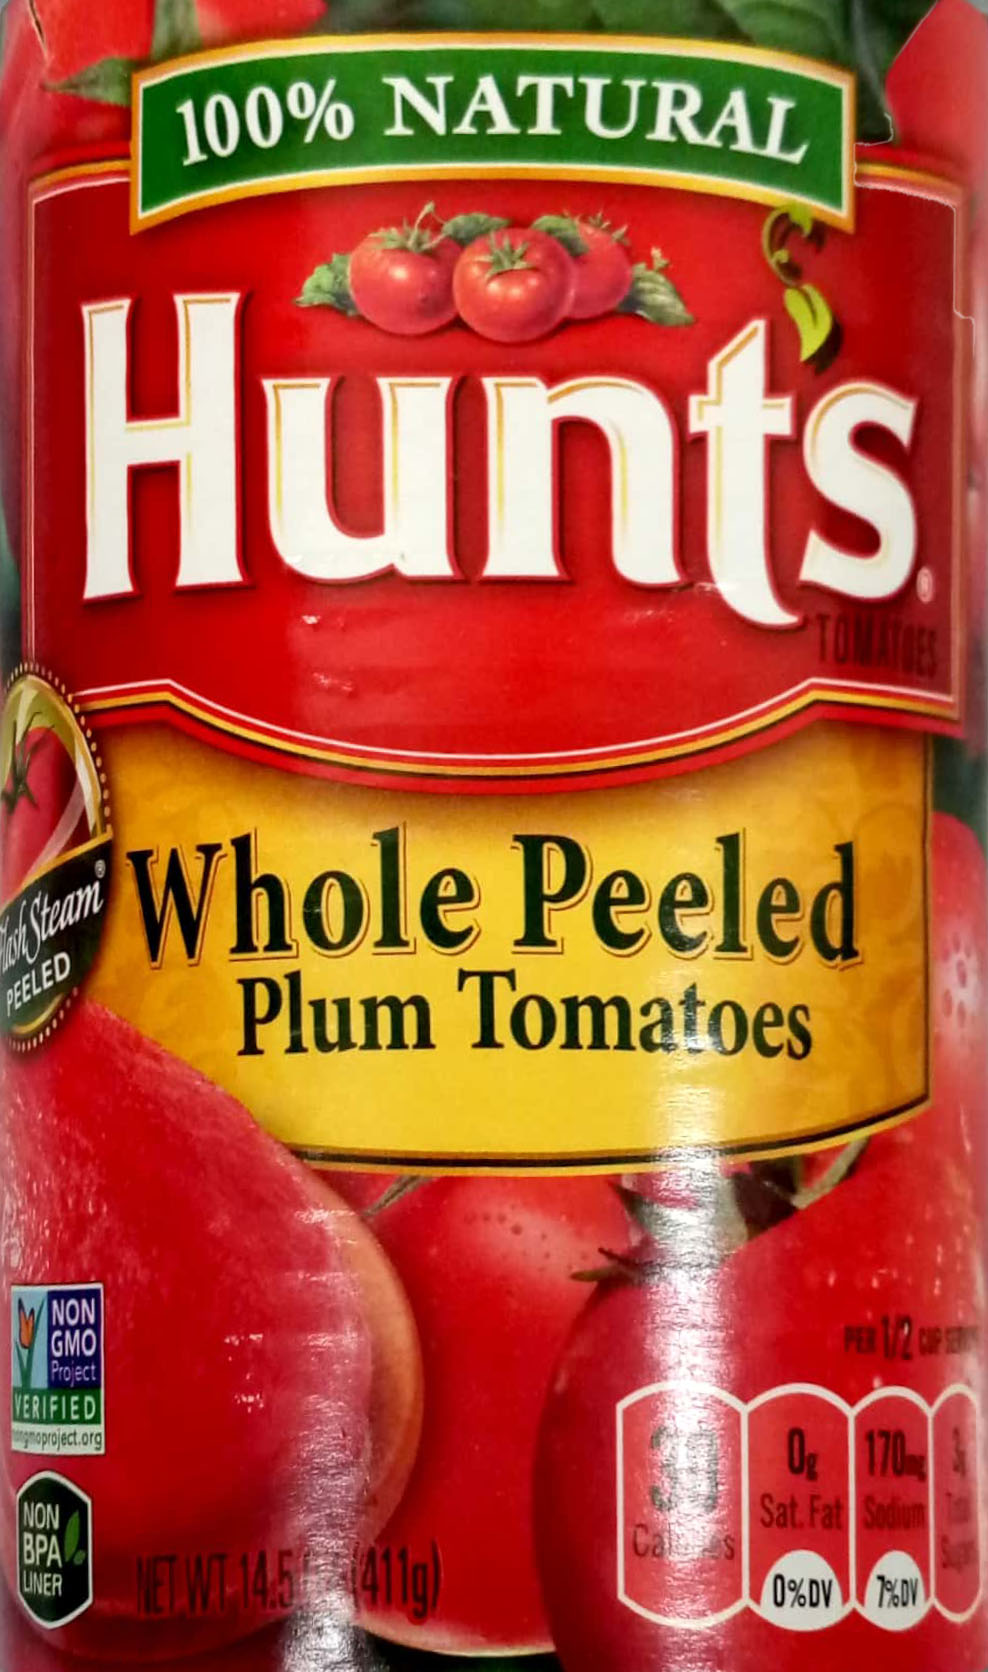 100% NATURAL
Hunt's®
TOMATOES
Whole Peeled
Plum Tomatoes
Steam®
PEELED
NON
GMO
Project
VERIFIED
NON
BPA
LINER
NET WT 14.5 (411g)
PER 1/2 CUP
0g
Sat. Fat
0% DV
170mg
Sodium
7% DV